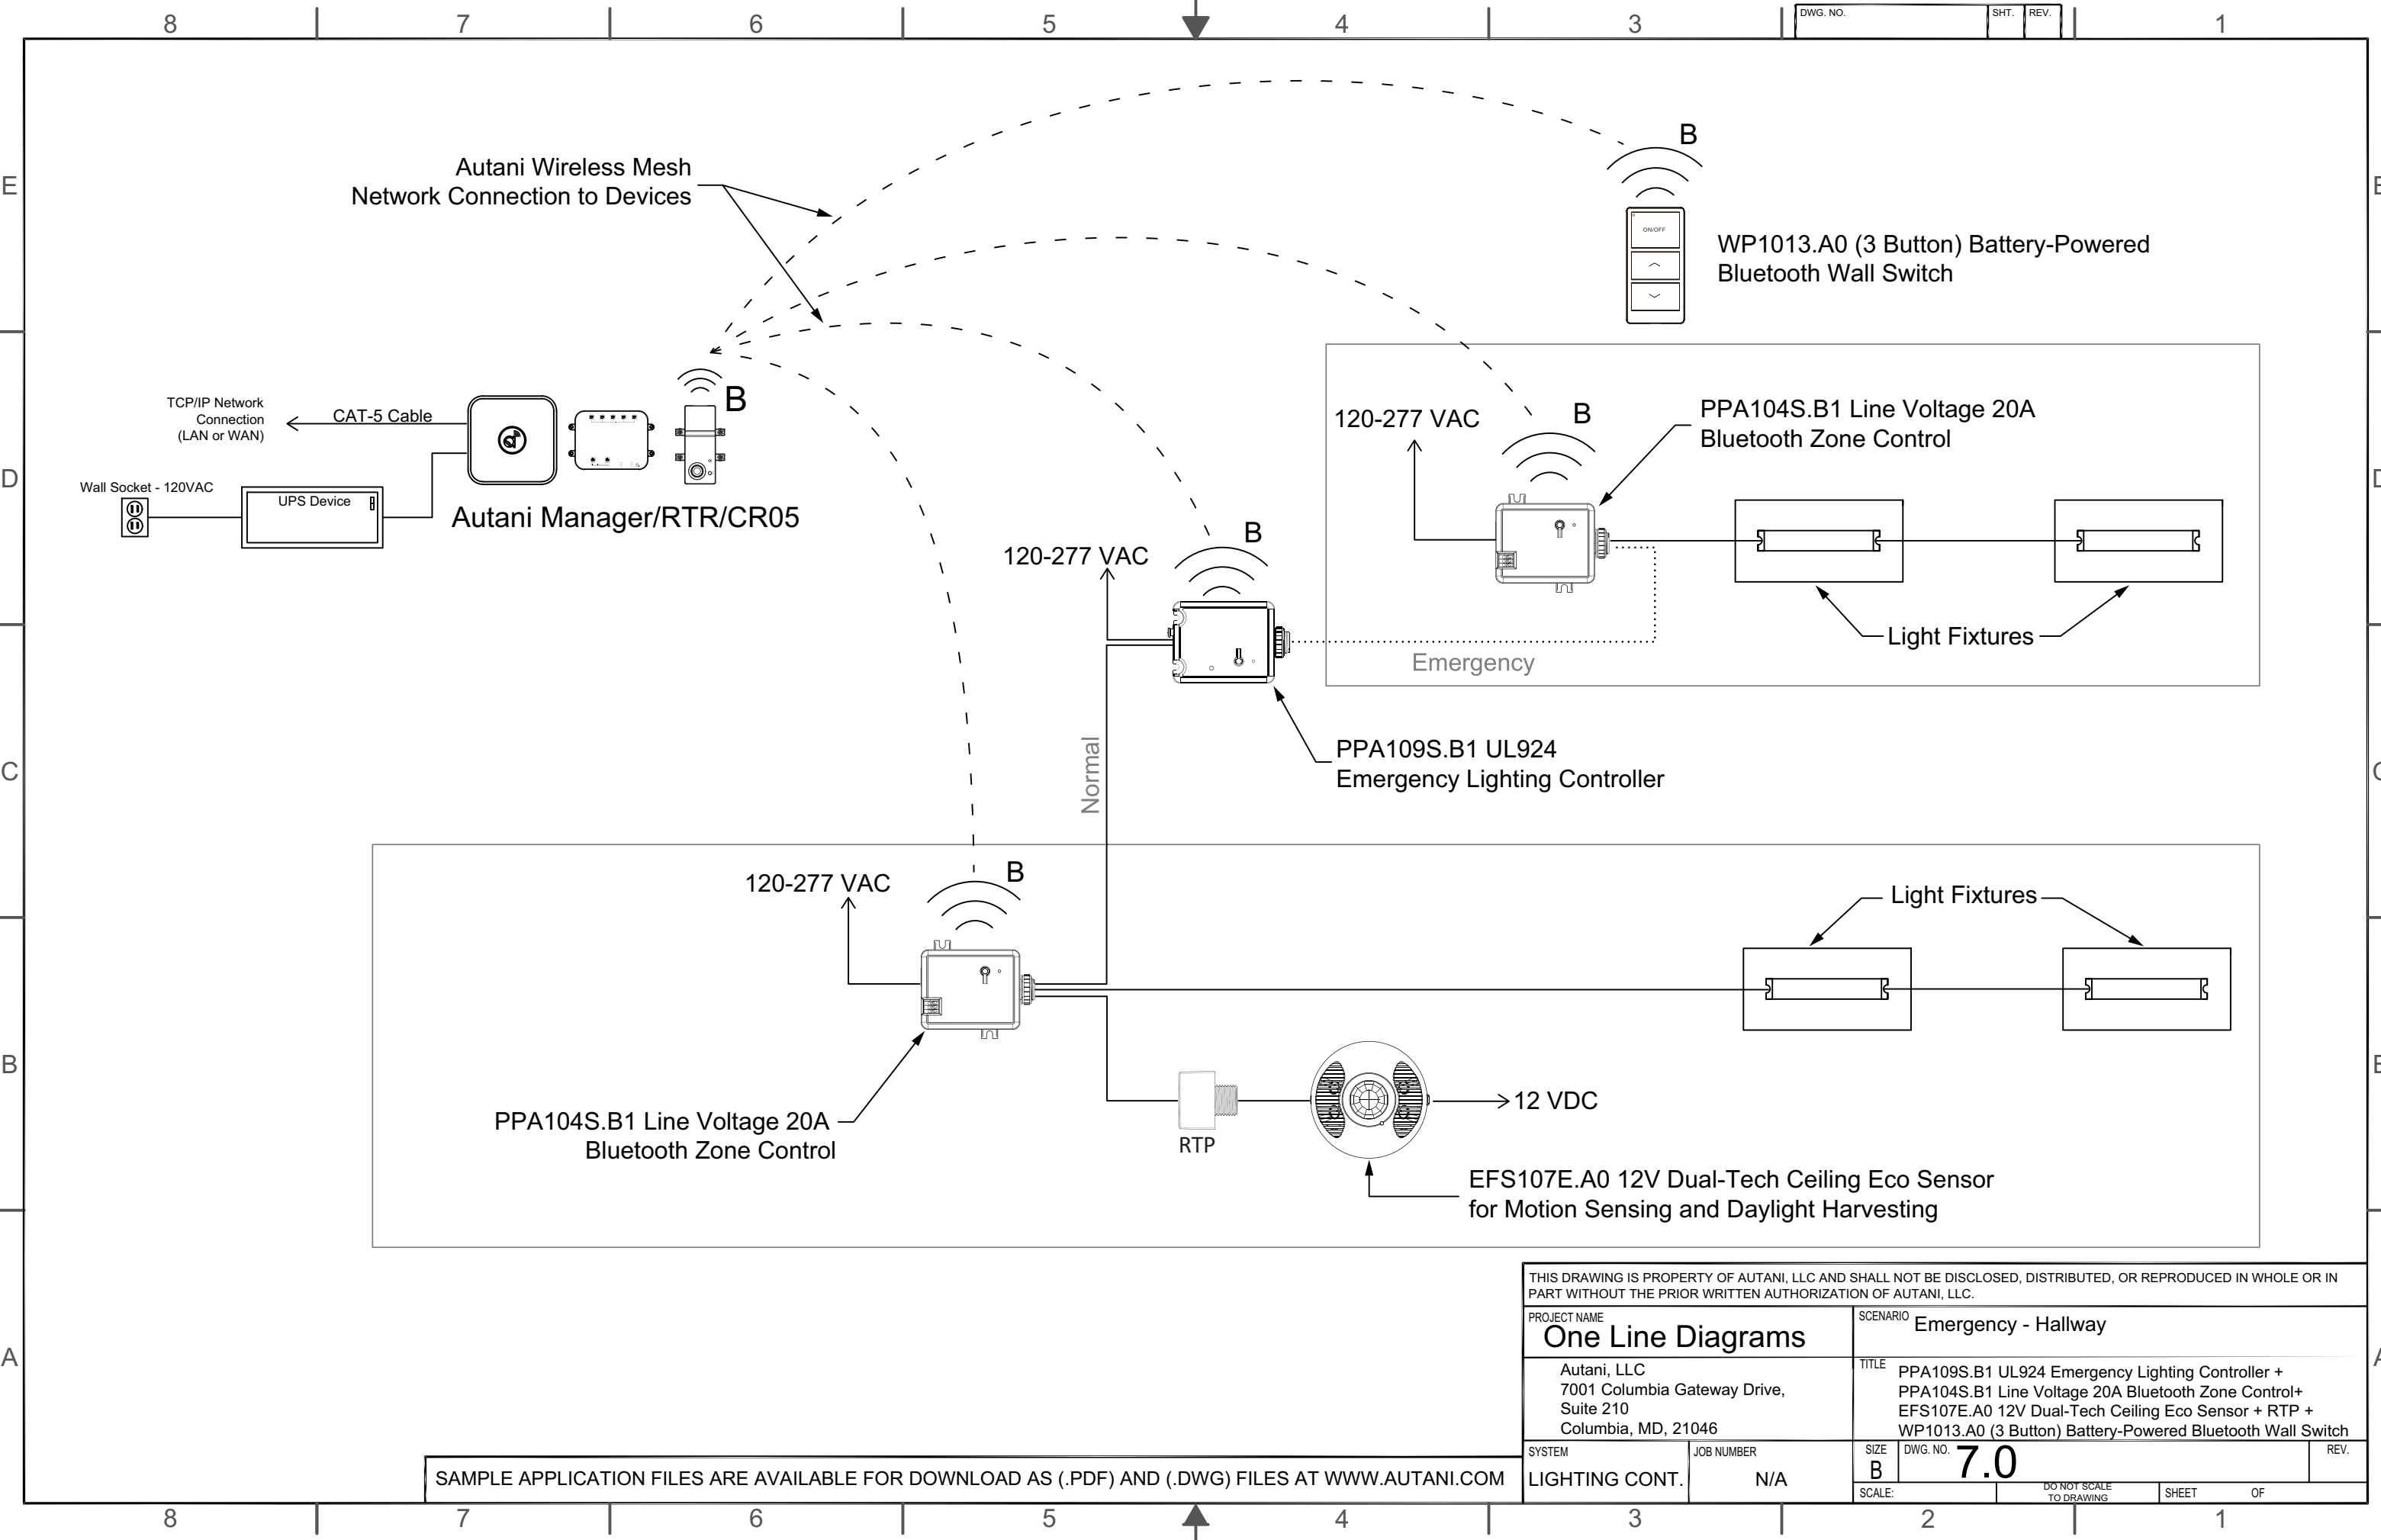 8 7 6 5 4 3 2 1
DWG. NO. SHT. REV.
E
D
C
B
A
Autani Wireless Mesh
Network Connection to Devices
B
ON/OFF
WP1013.A0 (3 Button) Battery-Powered
Bluetooth Wall Switch
TCP/IP Network
Connection
(LAN or WAN)
CAT-5 Cable
B
Wall Socket - 120VAC
UPS Device
Autani Manager/RTR/CR05
120-277 VAC
B
PPA104S.B1 Line Voltage 20A
Bluetooth Zone Control
Light Fixtures
120-277 VAC
B
Emergency
PPA109S.B1 UL924
Emergency Lighting Controller
Normal
120-277 VAC
B
Light Fixtures
PPA104S.B1 Line Voltage 20A
Bluetooth Zone Control
RTP
12 VDC
EFS107E.A0 12V Dual-Tech Ceiling Eco Sensor
for Motion Sensing and Daylight Harvesting
THIS DRAWING IS PROPERTY OF AUTANI, LLC AND SHALL NOT BE DISCLOSED, DISTRIBUTED, OR REPRODUCED IN WHOLE OR IN
PART WITHOUT THE PRIOR WRITTEN AUTHORIZATION OF AUTANI, LLC.
PROJECT NAME
One Line Diagrams
SCENARIO Emergency - Hallway
Autani, LLC
7001 Columbia Gateway Drive,
Suite 210
Columbia, MD, 21046
TITLE PPA109S.B1 UL924 Emergency Lighting Controller +
PPA104S.B1 Line Voltage 20A Bluetooth Zone Control+
EFS107E.A0 12V Dual-Tech Ceiling Eco Sensor + RTP +
WP1013.A0 (3 Button) Battery-Powered Bluetooth Wall Switch
SYSTEM
LIGHTING CONT.
JOB NUMBER
N/A
SIZE
B
DWG. NO. 7.0
REV.
SCALE:
DO NOT SCALE
TO DRAWING
SHEET OF
SAMPLE APPLICATION FILES ARE AVAILABLE FOR DOWNLOAD AS (.PDF) AND (.DWG) FILES AT WWW.AUTANI.COM
8 7 6 5 4 3 2 1